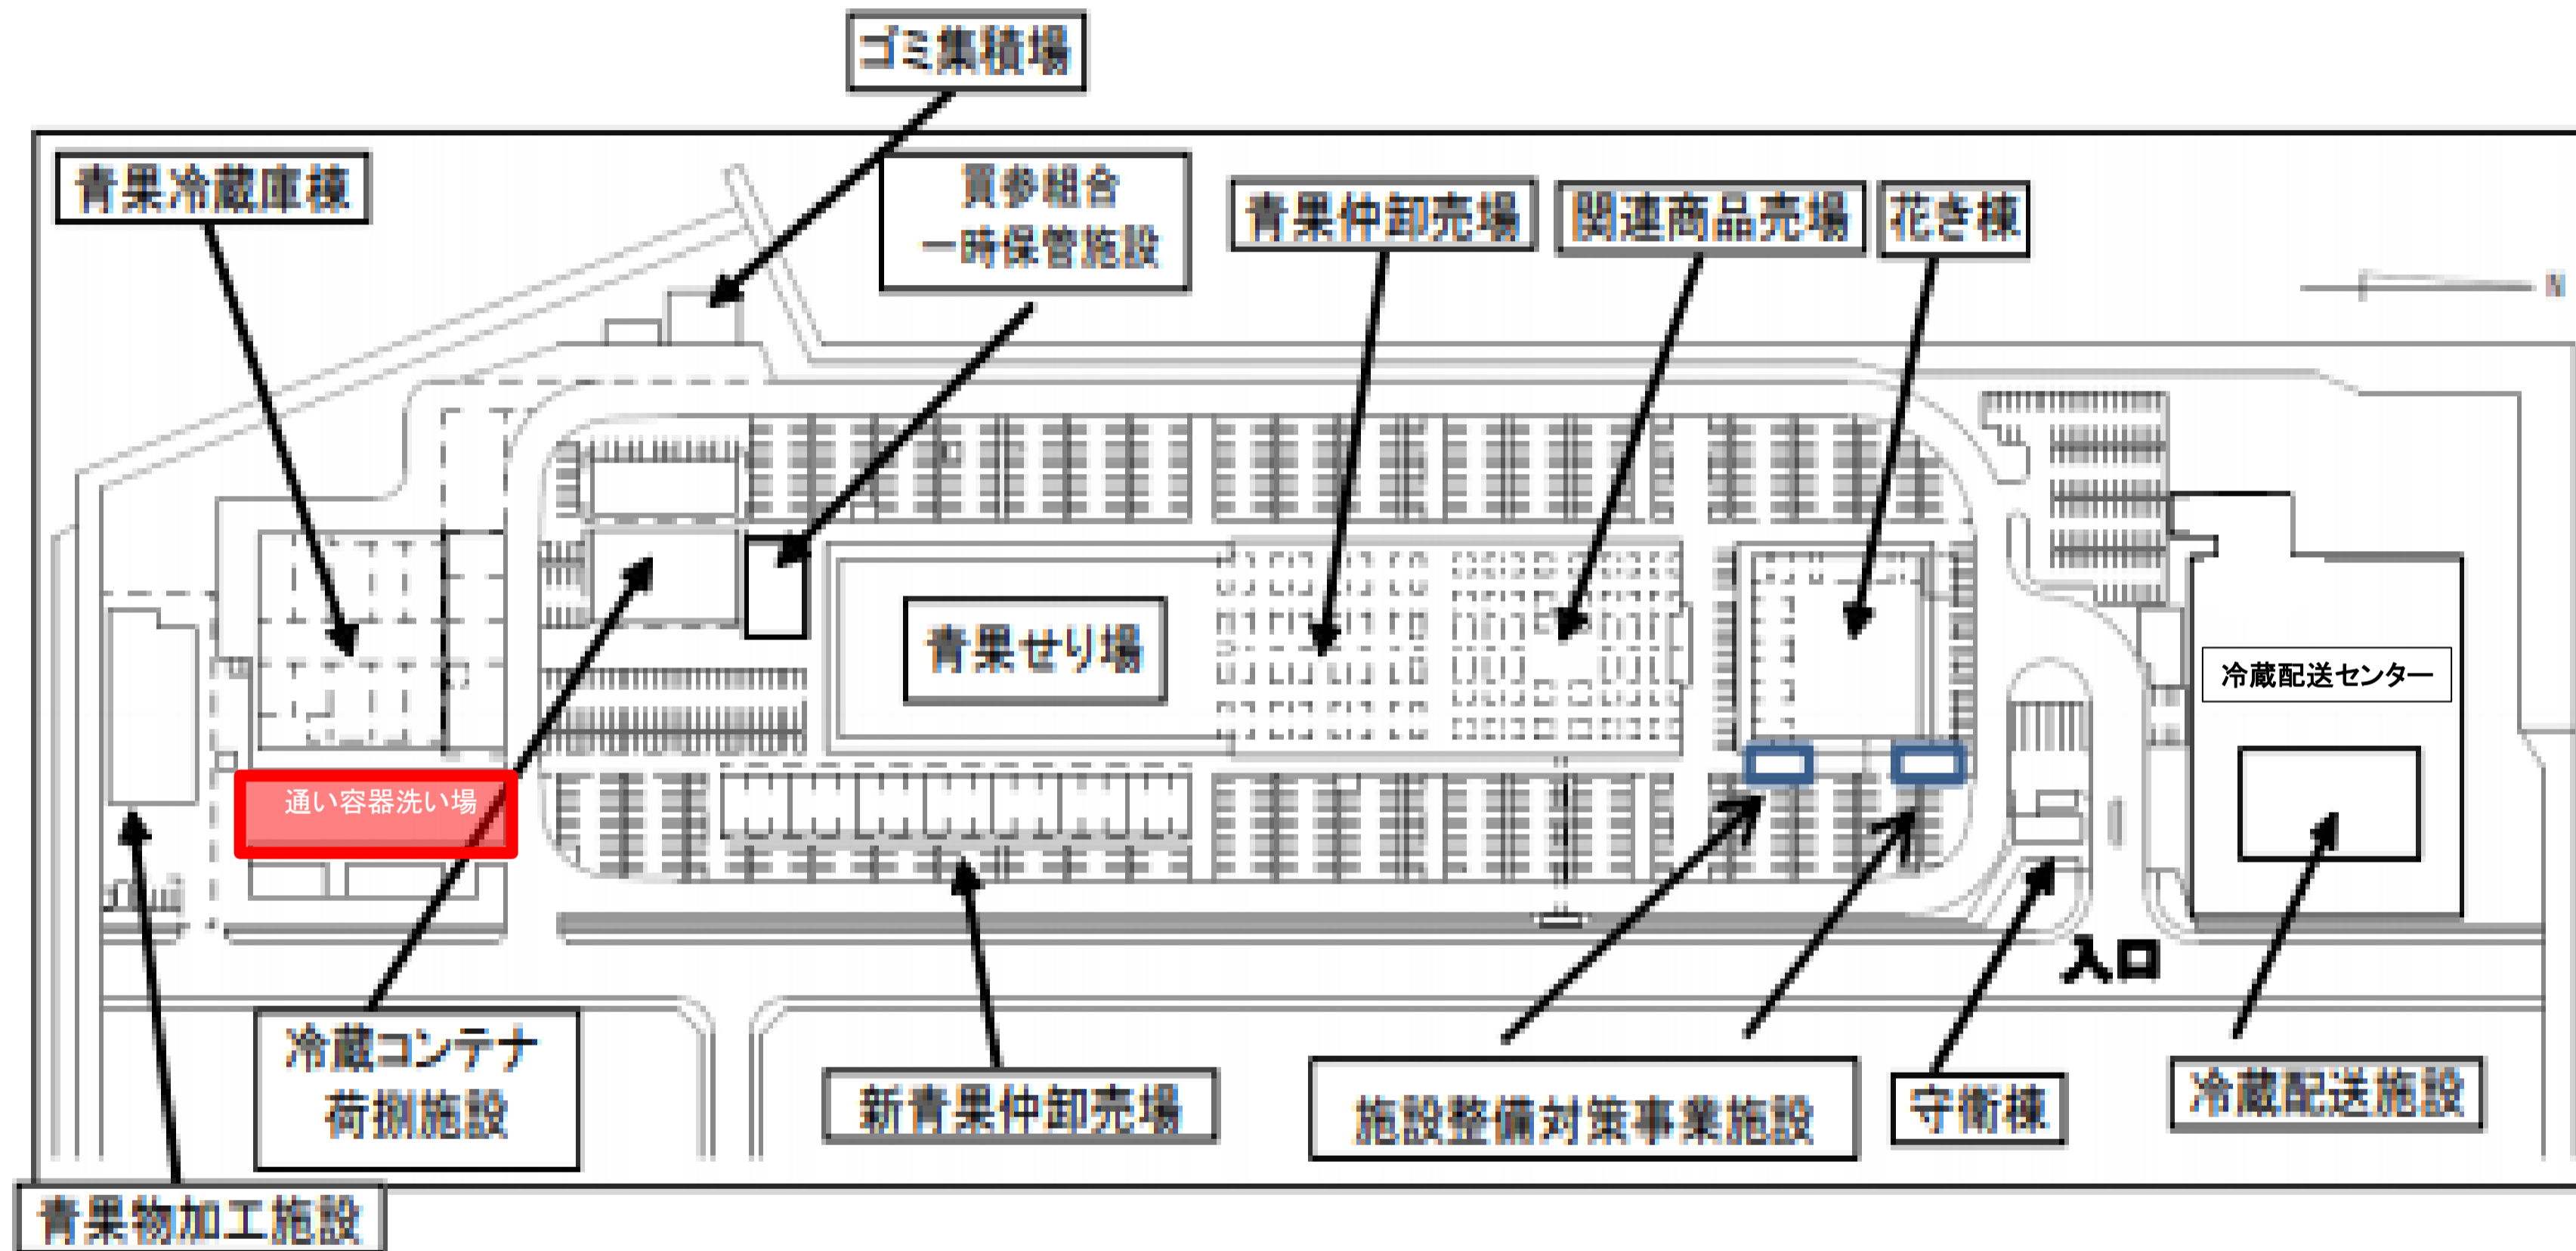 ゴミ集積場
青果冷蔵庫棟
買参組合
一時保管施設
青果仲卸売場
関連商品売場
花き棟
N
青果せり場
冷蔵配送センター
通い容器洗い場
入口
冷蔵コンテナ
荷捌施設
新青果仲卸売場
施設整備対策事業施設
守衛棟
冷蔵配送施設
青果物加工施設